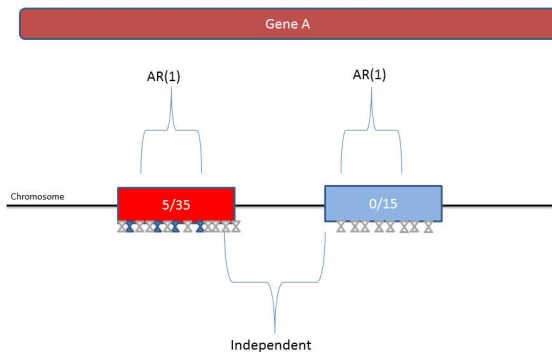 Gene A
AR(1) AR(1)
Chromosome
5/35 0/15
Independent